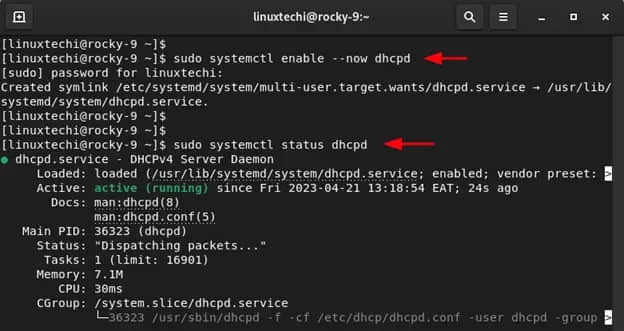 linuxtechi@rocky-9:~
[linuxtechi@rocky-9 ~]$
[linuxtechi@rocky-9 ~]$ sudo systemctl enable --now dhcpd
[sudo] password for linuxtechi:
Created symlink /etc/systemd/system/multi-user.target.wants/dhcpd.service → /usr/lib/
systemd/system/dhcpd.service.
[linuxtechi@rocky-9 ~]$
[linuxtechi@rocky-9 ~]$
[linuxtechi@rocky-9 ~]$ sudo systemctl status dhcpd
● dhcpd.service - DHCPv4 Server Daemon
Loaded: loaded (/usr/lib/systemd/system/dhcpd.service; enabled; vendor preset: >
Active: active (running) since Fri 2023-04-21 13:18:54 EAT; 24s ago
Docs: man:dhcpd(8)
man:dhcpd.conf(5)
Main PID: 36323 (dhcpd)
Status: "Dispatching packets..."
Tasks: 1 (limit: 16901)
Memory: 7.1M
CPU: 30ms
CGroup: /system.slice/dhcpd.service
└─36323 /usr/sbin/dhcpd -f -cf /etc/dhcp/dhcpd.conf -user dhcpd -group >